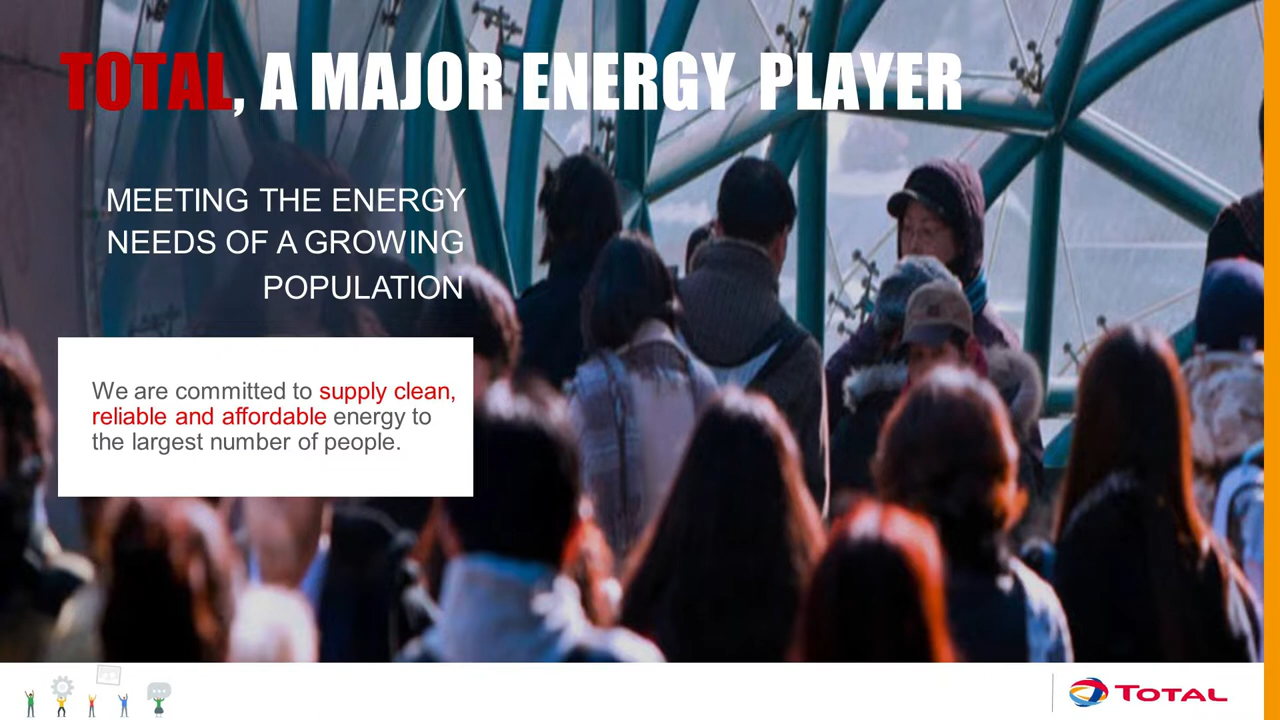 TOTAL, A MAJOR ENERGY PLAYER
MEETING THE ENERGY
NEEDS OF A GROWING
POPULATION
We are committed to supply clean,
reliable and affordable energy to
the largest number of people.
TOTAL